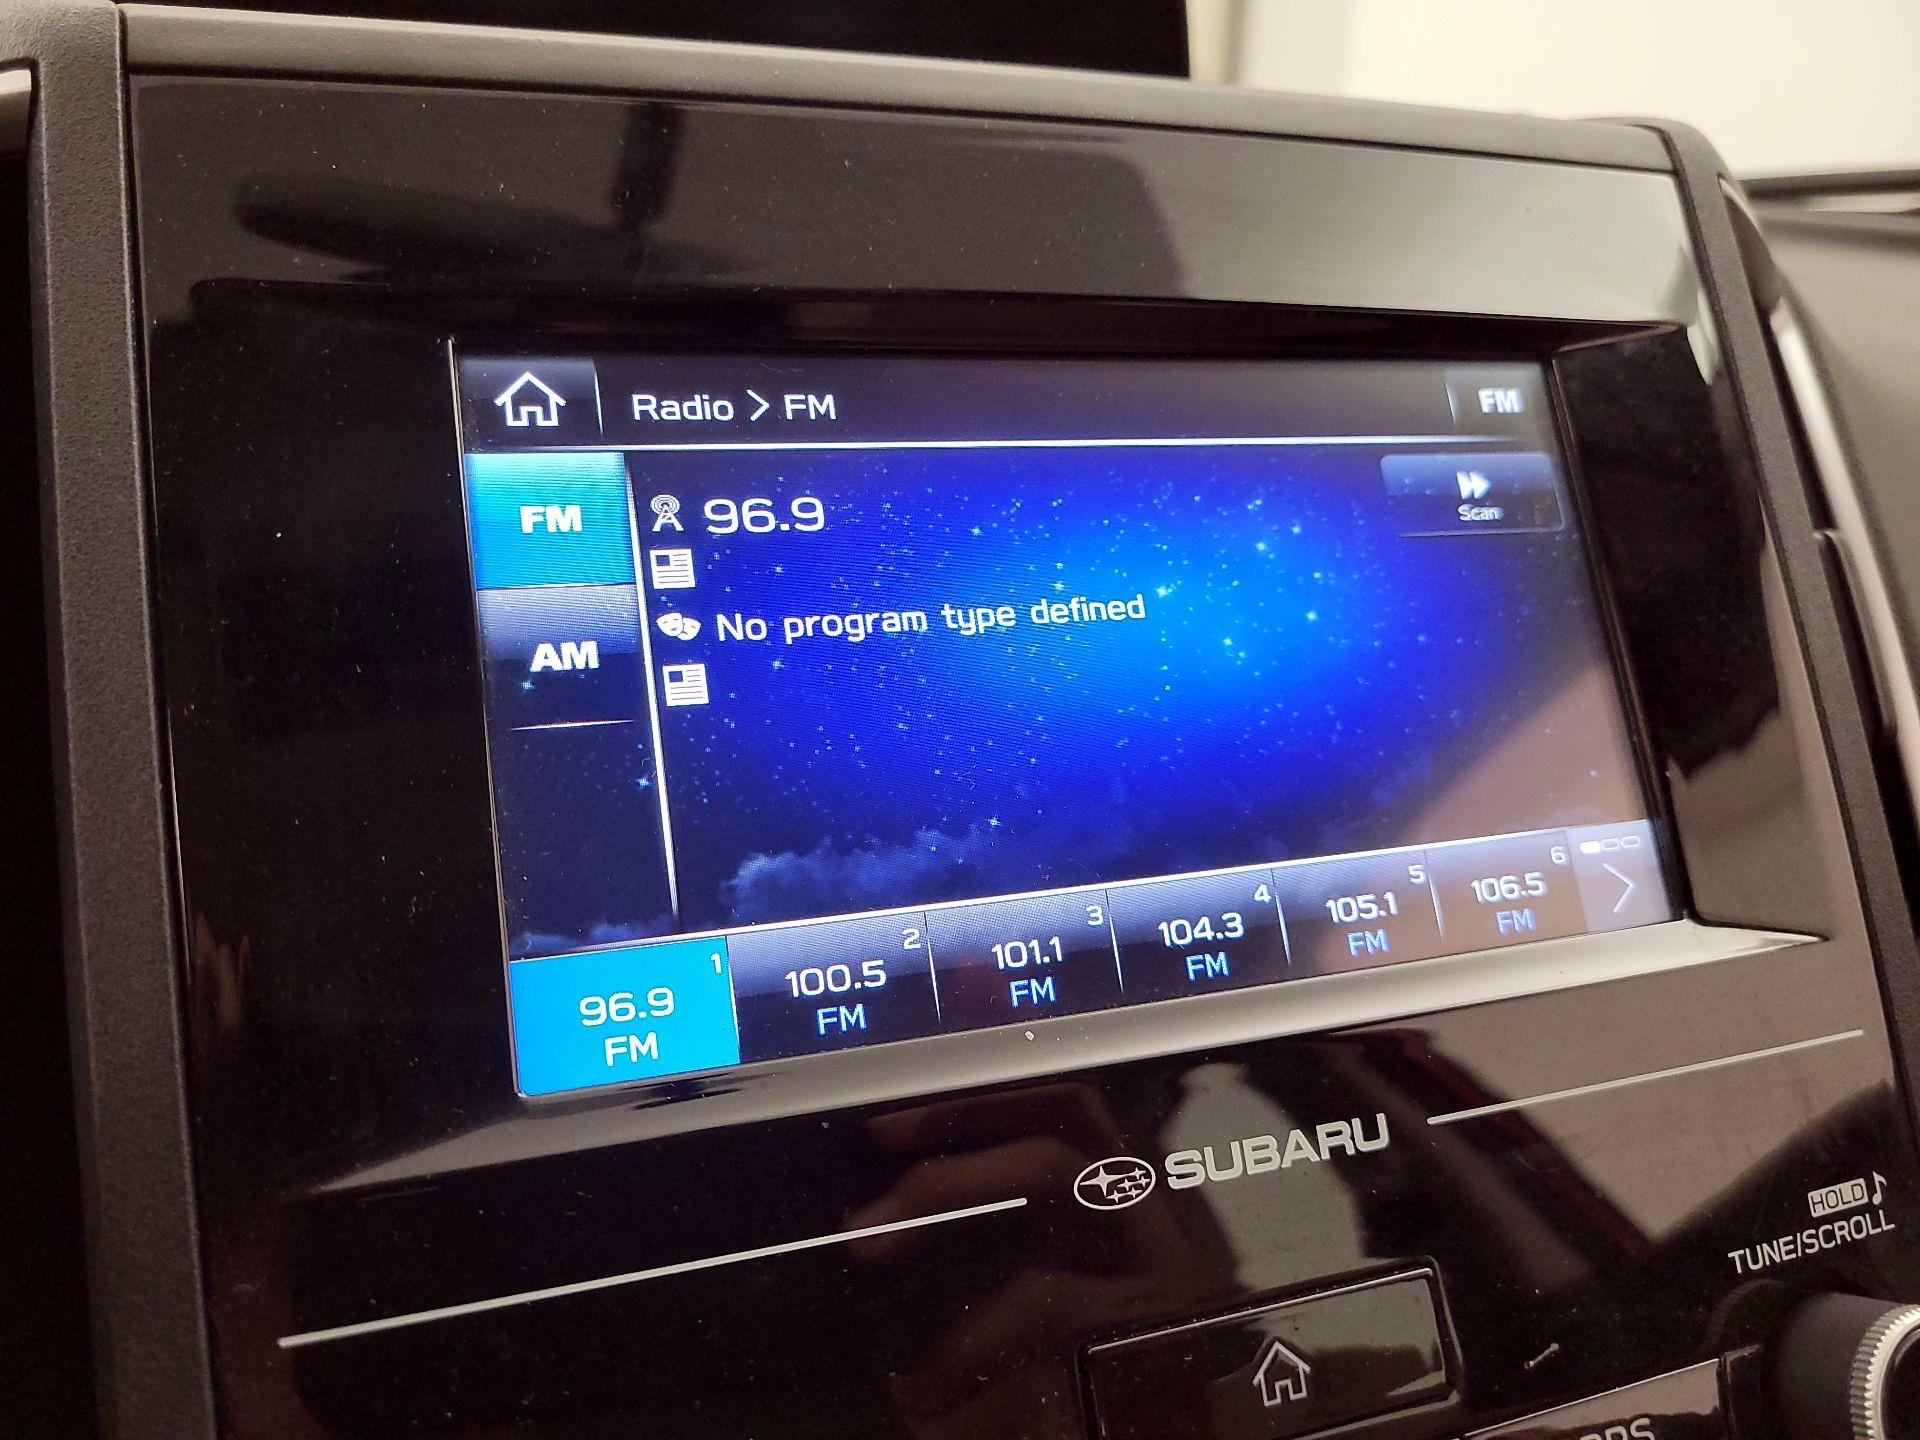 Radio > FM
FM
FM
96.9
Scan
No program type defined
AM
1
96.9
FM
2
100.5
FM
3
101.1
FM
4
104.3
FM
5
105.1
FM
6
106.5
FM
SUBARU
HOLD
TUNE/SCROLL